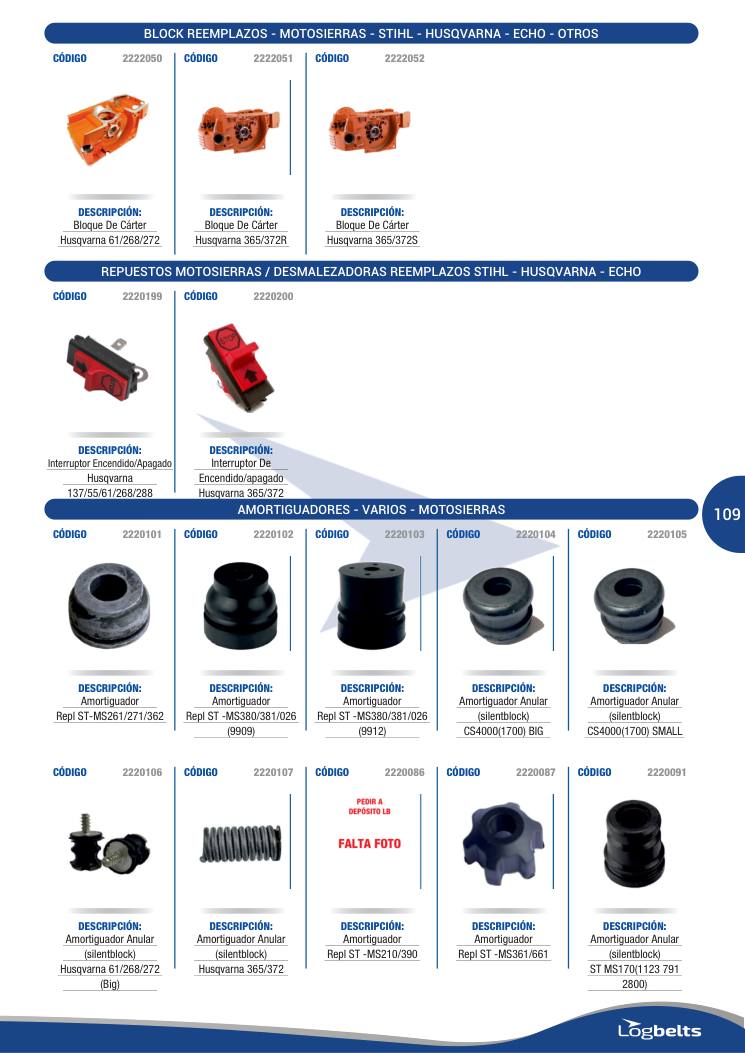 BLOCK REEMPLAZOS - MOTOSIERRAS - STIHL - HUSQVARNA - ECHO - OTROS
CÓDIGO 2222050
DESCRIPCIÓN:
Bloque De Cárter
Husqvarna 61/268/272
CÓDIGO 2222051
DESCRIPCIÓN:
Bloque De Cárter
Husqvarna 365/372R
CÓDIGO 2222052
DESCRIPCIÓN:
Bloque De Cárter
Husqvarna 365/372S
REPUESTOS MOTOSIERRAS / DESMALEZADORAS REEMPLAZOS STIHL - HUSQVARNA - ECHO
CÓDIGO 2220199
DESCRIPCIÓN:
Interruptor Encendido/Apagado
Husqvarna
137/55/61/268/288
CÓDIGO 2220200
STOP
DESCRIPCIÓN:
Interruptor De
Encendido/apagado
Husqvarna 365/372
AMORTIGUADORES - VARIOS - MOTOSIERRAS
109
CÓDIGO 2220101
DESCRIPCIÓN:
Amortiguador
Repl ST-MS261/271/362
CÓDIGO 2220102
DESCRIPCIÓN:
Amortiguador
Repl ST -MS380/381/026
(9909)
CÓDIGO 2220103
DESCRIPCIÓN:
Amortiguador
Repl ST -MS380/381/026
(9912)
CÓDIGO 2220104
DESCRIPCIÓN:
Amortiguador Anular
(silentblock)
CS4000(1700) BIG
CÓDIGO 2220105
DESCRIPCIÓN:
Amortiguador Anular
(silentblock)
CS4000(1700) SMALL
CÓDIGO 2220106
DESCRIPCIÓN:
Amortiguador Anular
(silentblock)
Husqvarna 61/268/272
(Big)
CÓDIGO 2220107
DESCRIPCIÓN:
Amortiguador Anular
(silentblock)
Husqvarna 365/372
CÓDIGO 2220086
PEDIR A
DEPÓSITO LB
FALTA FOTO
DESCRIPCIÓN:
Amortiguador
Repl ST -MS210/390
CÓDIGO 2220087
DESCRIPCIÓN:
Amortiguador
Repl ST -MS361/661
CÓDIGO 2220091
DESCRIPCIÓN:
Amortiguador Anular
(silentblock)
ST MS170(1123 791
2800)
Logbelts